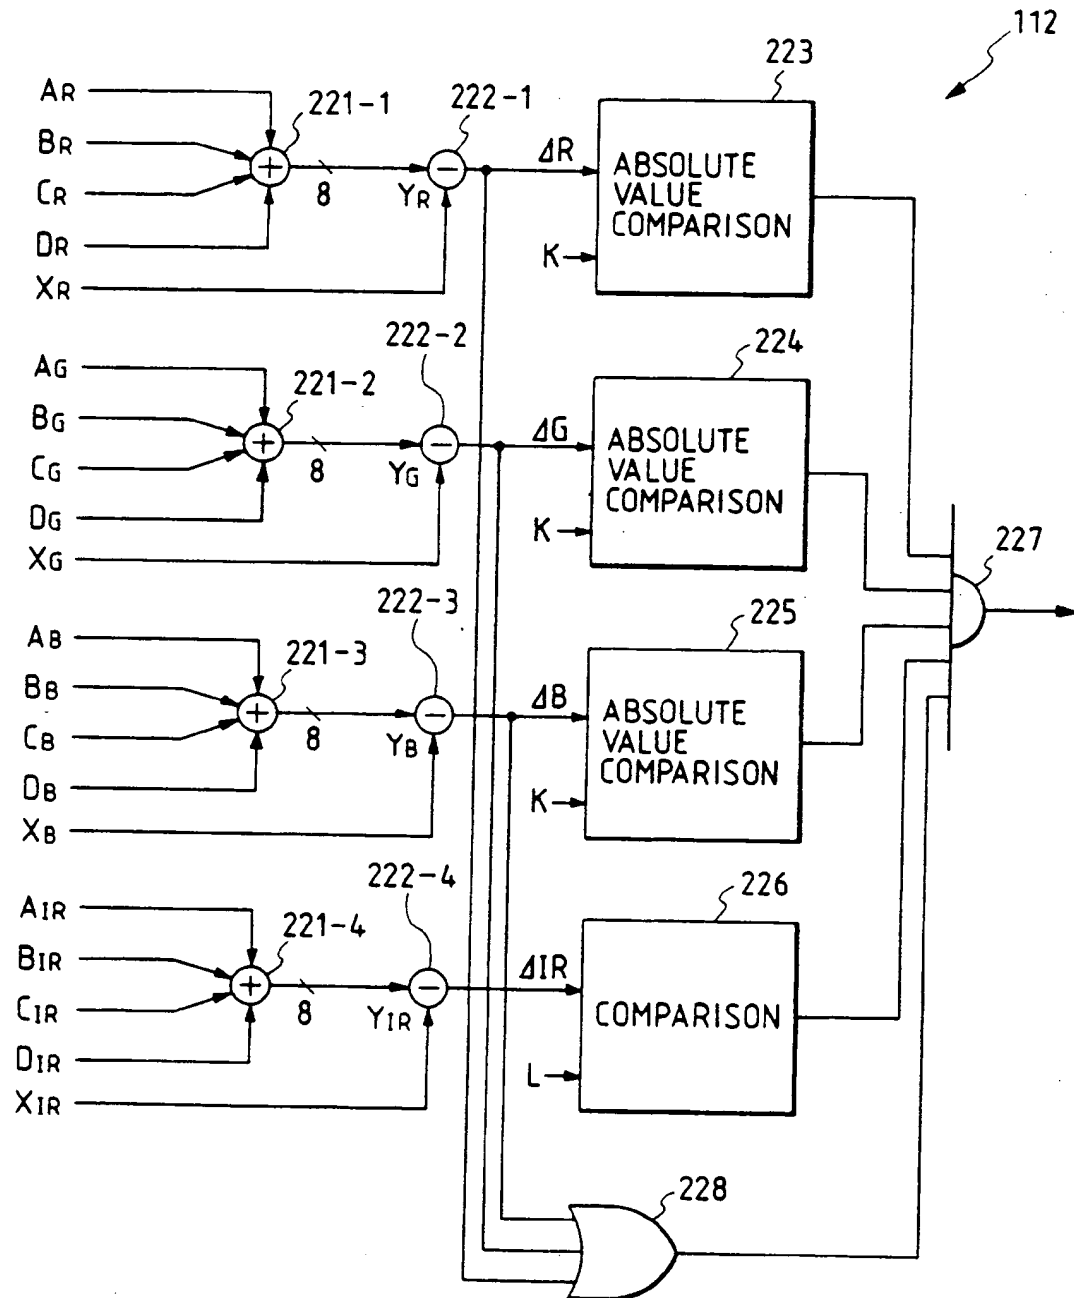 112
223
AR
221-1
222-1
BR
ΔR
ABSOLUTE
VALUE
COMPARISON
CR
8
YR
DR
K
XR
222-2
224
AG
221-2
BG
ΔG
ABSOLUTE
VALUE
COMPARISON
CG
8
YG
DG
K
XG
227
222-3
225
AB
221-3
BB
ΔB
ABSOLUTE
VALUE
COMPARISON
CB
8
YB
DB
K
XB
222-4
226
AIR
221-4
BIR
ΔIR
COMPARISON
CIR
8
YIR
DIR
L
XIR
228